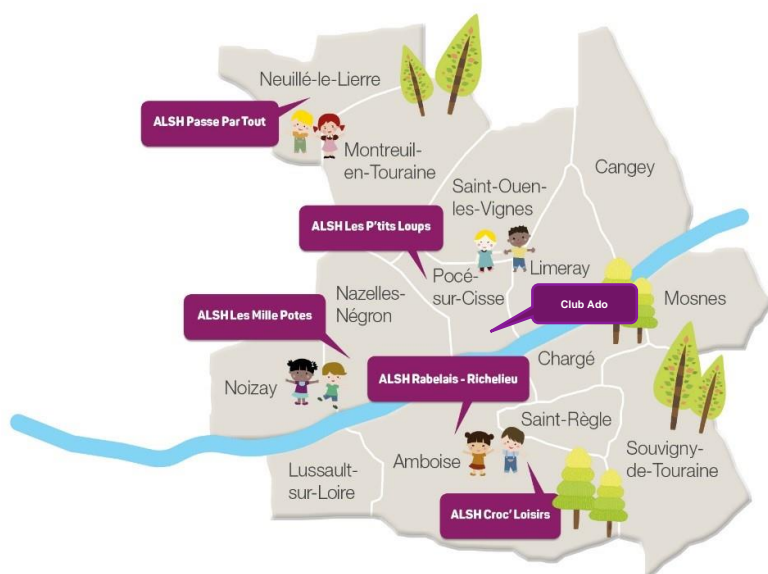 Neuillé-le-Lierre
ALSH Passe Par Tout
Montreuil-
en-Touraine
Cangey
Saint-Ouen-
les-Vignes
ALSH Les P'tits Loups
Limeray
Pocé-
sur-Cisse
Nazelles-
Négron
Mosnes
Club Ado
ALSH Les Mille Potes
Chargé
ALSH Rabelais - Richelieu
Noizay
Saint-Règle
Souvigny-
de-Touraine
Amboise
Lussault-
sur-Loire
ALSH Croc' Loisirs